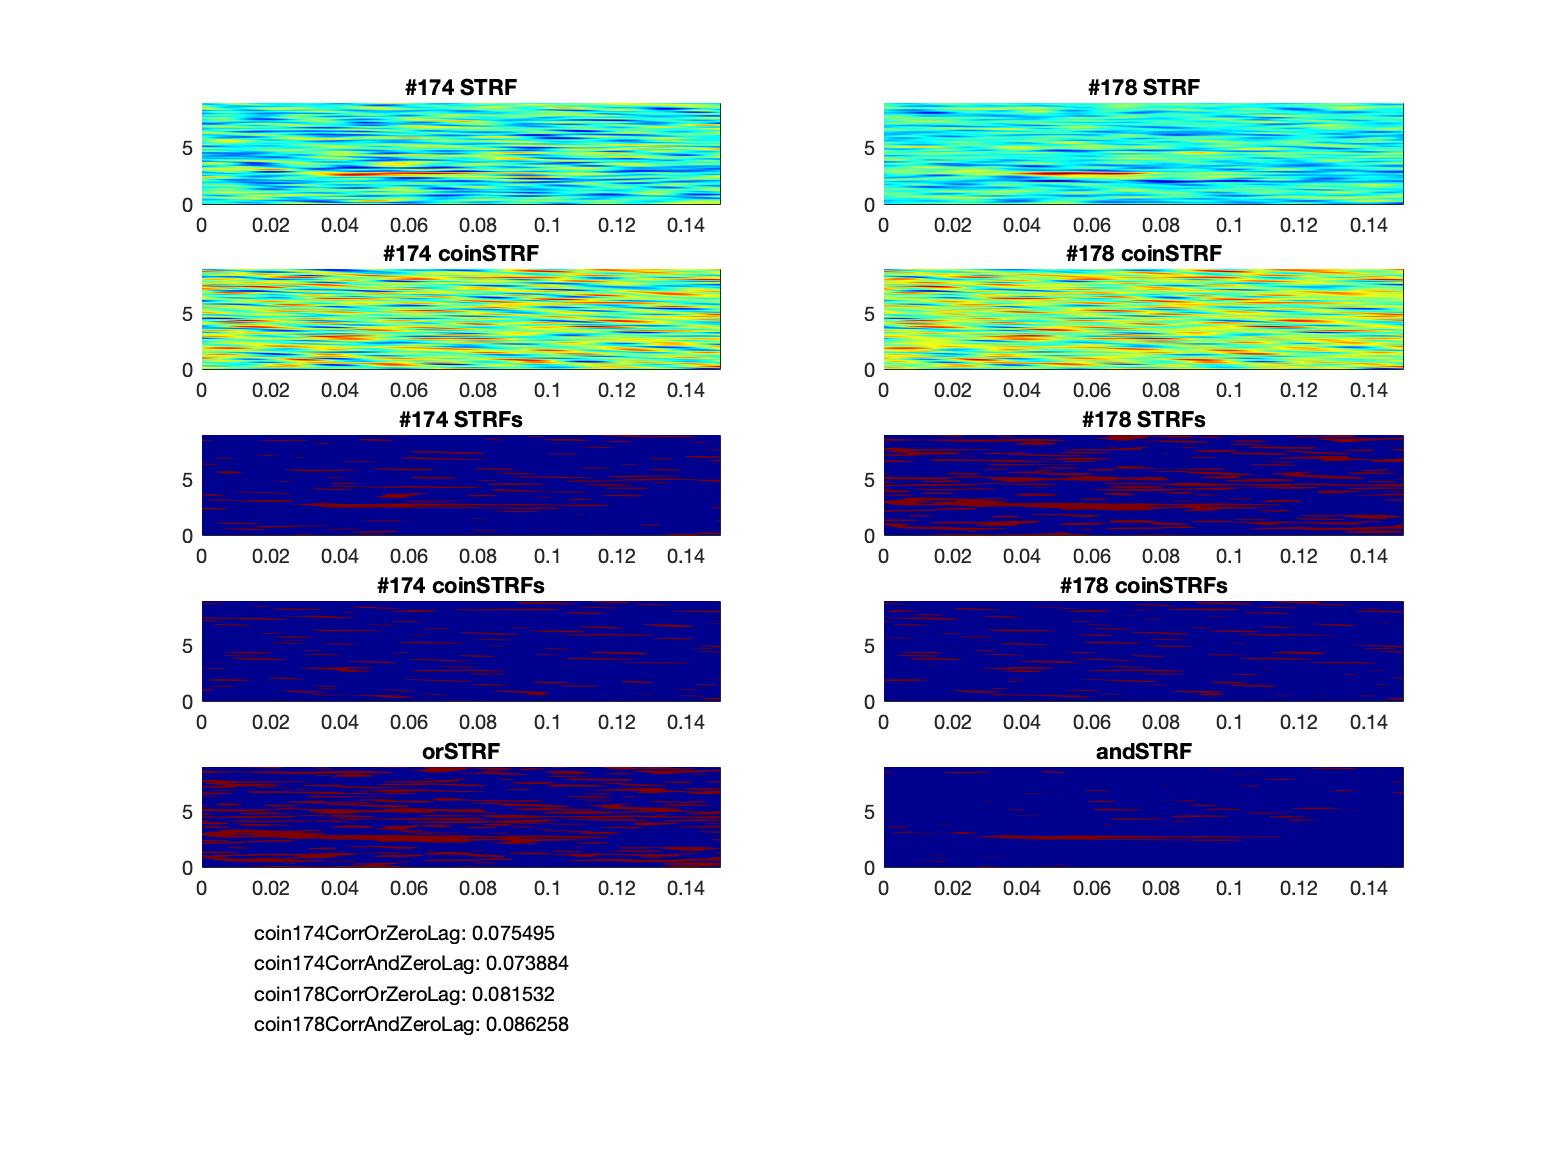 #174 STRF
#178 STRF
5
0
0 0.02 0.04 0.06 0.08 0.1 0.12 0.14
5
0
0 0.02 0.04 0.06 0.08 0.1 0.12 0.14
#174 coinSTRF
#178 coinSTRF
5
0
0 0.02 0.04 0.06 0.08 0.1 0.12 0.14
5
0
0 0.02 0.04 0.06 0.08 0.1 0.12 0.14
#174 STRFs
#178 STRFs
5
0
0 0.02 0.04 0.06 0.08 0.1 0.12 0.14
5
0
0 0.02 0.04 0.06 0.08 0.1 0.12 0.14
#174 coinSTRFs
#178 coinSTRFs
5
0
0 0.02 0.04 0.06 0.08 0.1 0.12 0.14
5
0
0 0.02 0.04 0.06 0.08 0.1 0.12 0.14
orSTRF
andSTRF
5
0
0 0.02 0.04 0.06 0.08 0.1 0.12 0.14
5
0
0 0.02 0.04 0.06 0.08 0.1 0.12 0.14
coin174CorrOrZeroLag: 0.075495
coin174CorrAndZeroLag: 0.073884
coin178CorrOrZeroLag: 0.081532
coin178CorrAndZeroLag: 0.086258